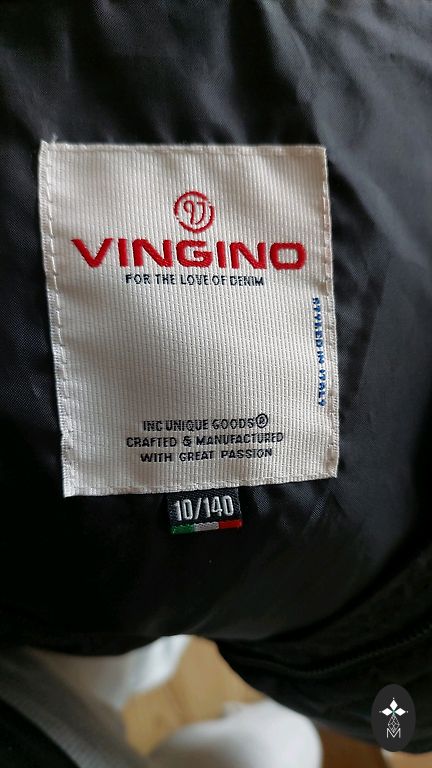 VINGINO
FOR THE LOVE OF DENIM
STYLED IN ITALY
INC UNIQUE GOODS®
CRAFTED & MANUFACTURED
WITH GREAT PASSION
10/140